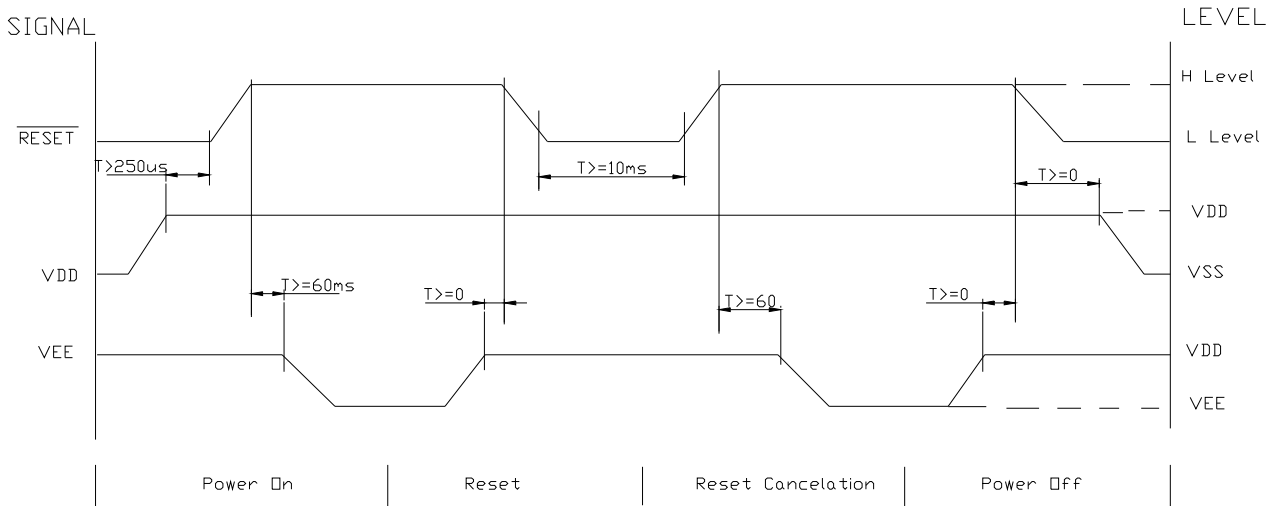 SIGNAL
LEVEL
H Level
RESET
L Level
T>250us
T>=10ms
T>=0
VDD
VDD
VSS
T>=60ms
T>=0
T>=60
T>=0
VEE
VDD
VEE
Power On
Reset
Reset Cancelation
Power Off